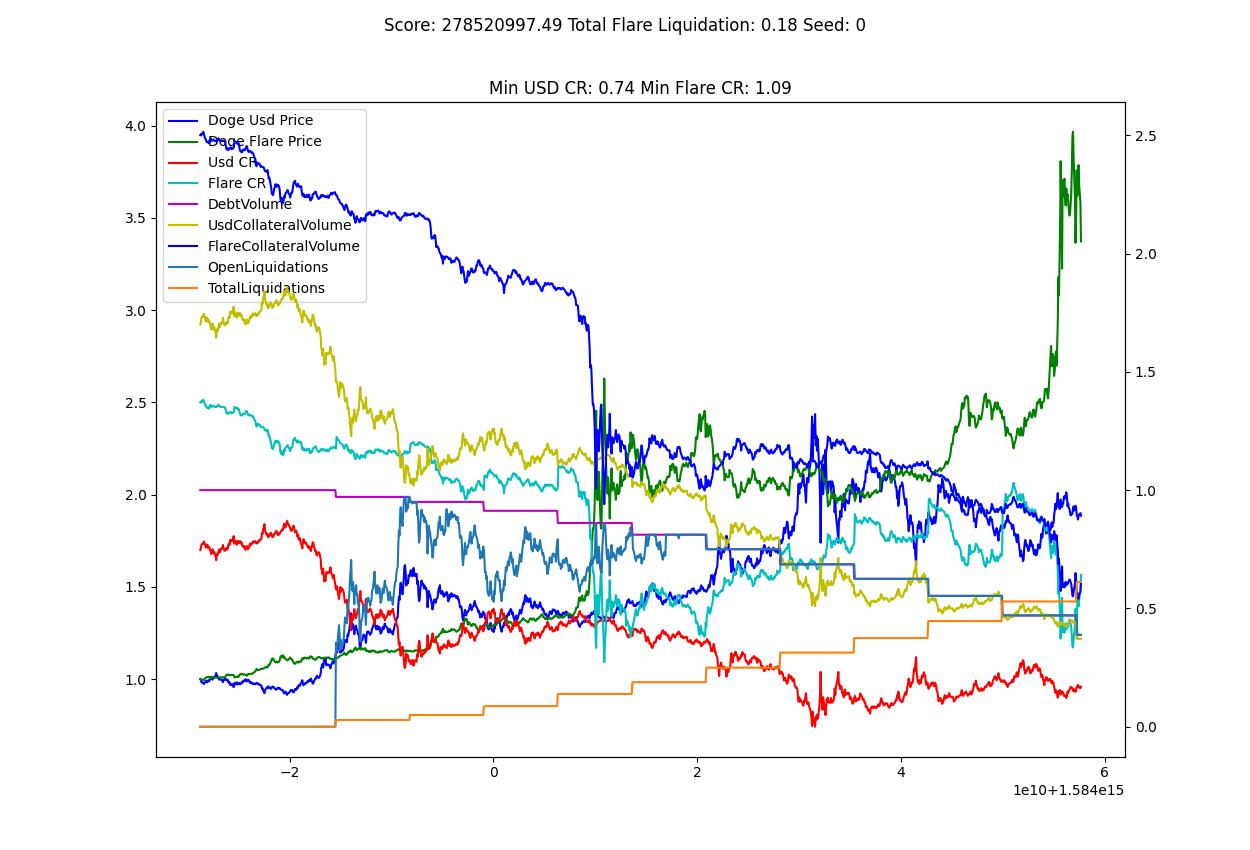 Score: 278520997.49 Total Flare Liquidation: 0.18 Seed: 0
Min USD CR: 0.74 Min Flare CR: 1.09
Doge Usd Price
Doge Flare Price
Usd CR
Flare CR
DebtVolume
UsdCollateralVolume
FlareCollateralVolume
OpenLiquidations
TotalLiquidations
4.0
3.5
3.0
2.5
2.0
1.5
1.0
2.5
2.0
1.5
1.0
0.5
0.0
−2
0
2
4
6
1e10+1.584e15